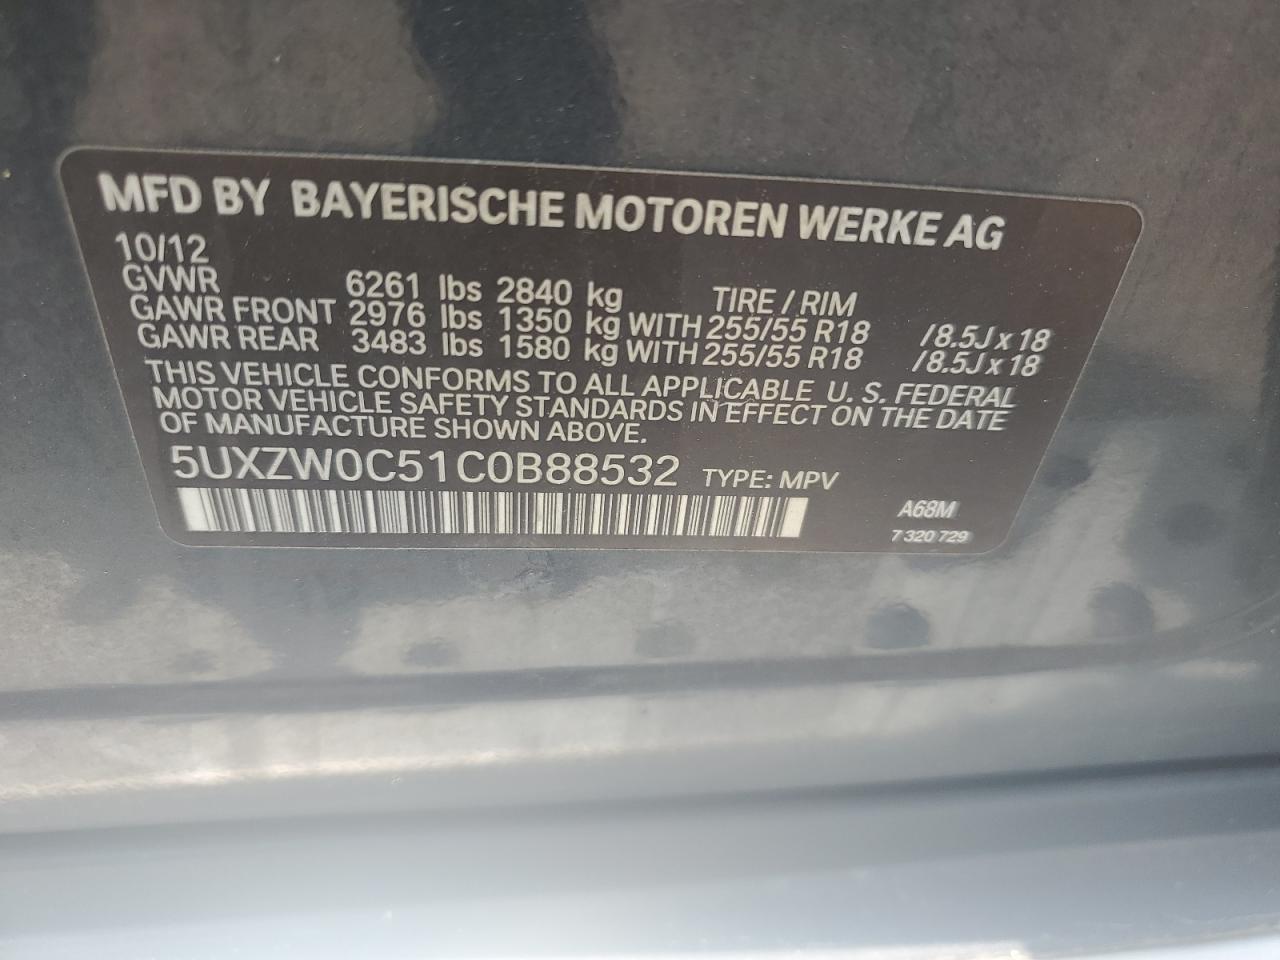 MFD BY BAYERISCHE MOTOREN WERKE AG
10/12
GVWR 6261 lbs 2840 kg TIRE / RIM
GAWR FRONT 2976 lbs 1350 kg WITH 255/55 R18 /8.5J x 18
GAWR REAR 3483 lbs 1580 kg WITH 255/55 R18 /8.5J x 18
THIS VEHICLE CONFORMS TO ALL APPLICABLE U. S. FEDERAL
MOTOR VEHICLE SAFETY STANDARDS IN EFFECT ON THE DATE
OF MANUFACTURE SHOWN ABOVE.
5UXZW0C51C0B88532 TYPE: MPV
A68M
7 320 729